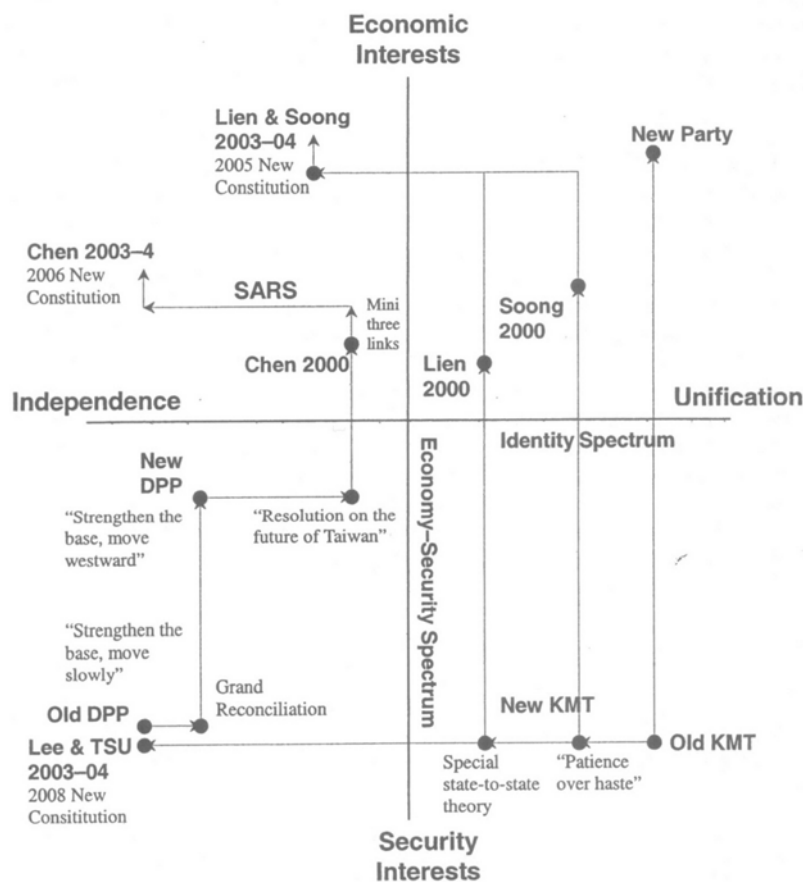 Economic
Interests
Lien & Soong
2003–04
2005 New
Constitution
New Party
Chen 2003–4
2006 New
Constitution
SARS
Mini
three
links
Soong
2000
Chen 2000
Lien
2000
Independence
Unification
Identity Spectrum
Economy–Security Spectrum
New
DPP
“Strengthen the
base, move
westward”
“Resolution on the
future of Taiwan”
“Strengthen the
base, move
slowly”
Grand
Reconciliation
Old DPP
New KMT
Old KMT
Lee & TSU
2003–04
2008 New
Consititution
Special
state-to-state
theory
“Patience
over haste”
Security
Interests